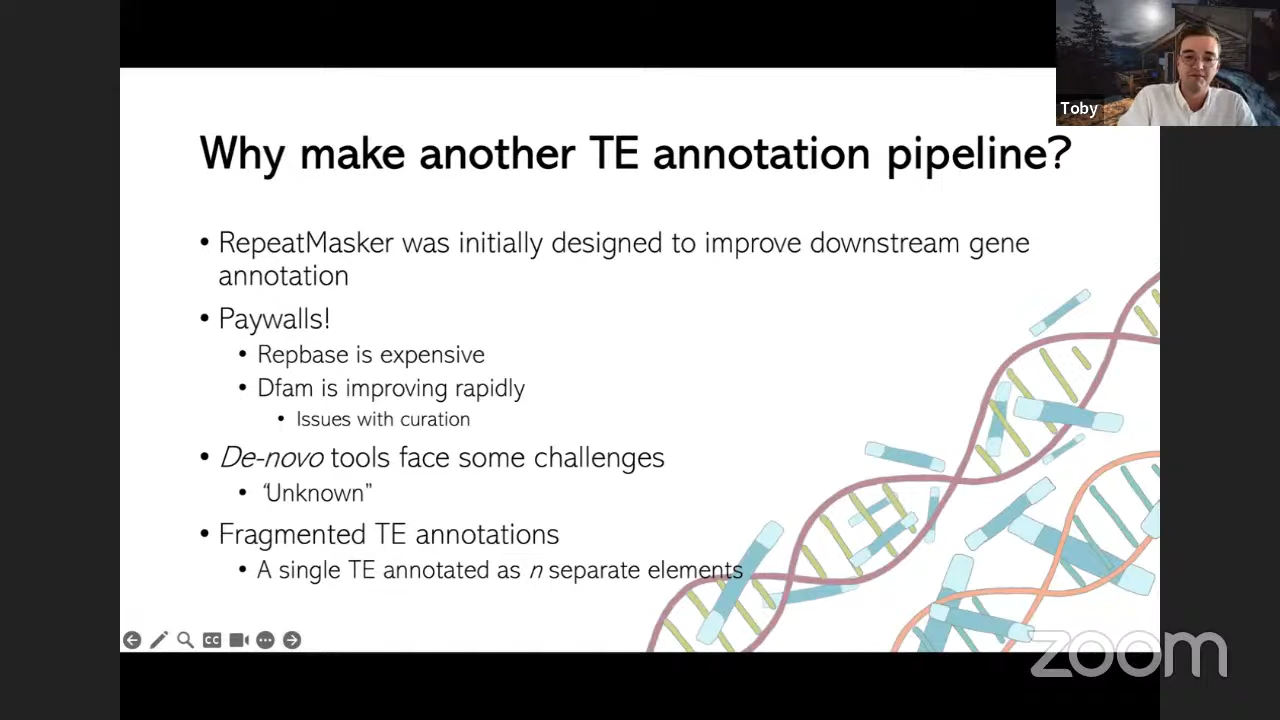 Toby
Why make another TE annotation pipeline?
• RepeatMasker was initially designed to improve downstream gene
annotation
• Paywalls!
• Repbase is expensive
• Dfam is improving rapidly
• Issues with curation
• De-novo tools face some challenges
• “Unknown”
• Fragmented TE annotations
• A single TE annotated as n separate elements
CC
zoom